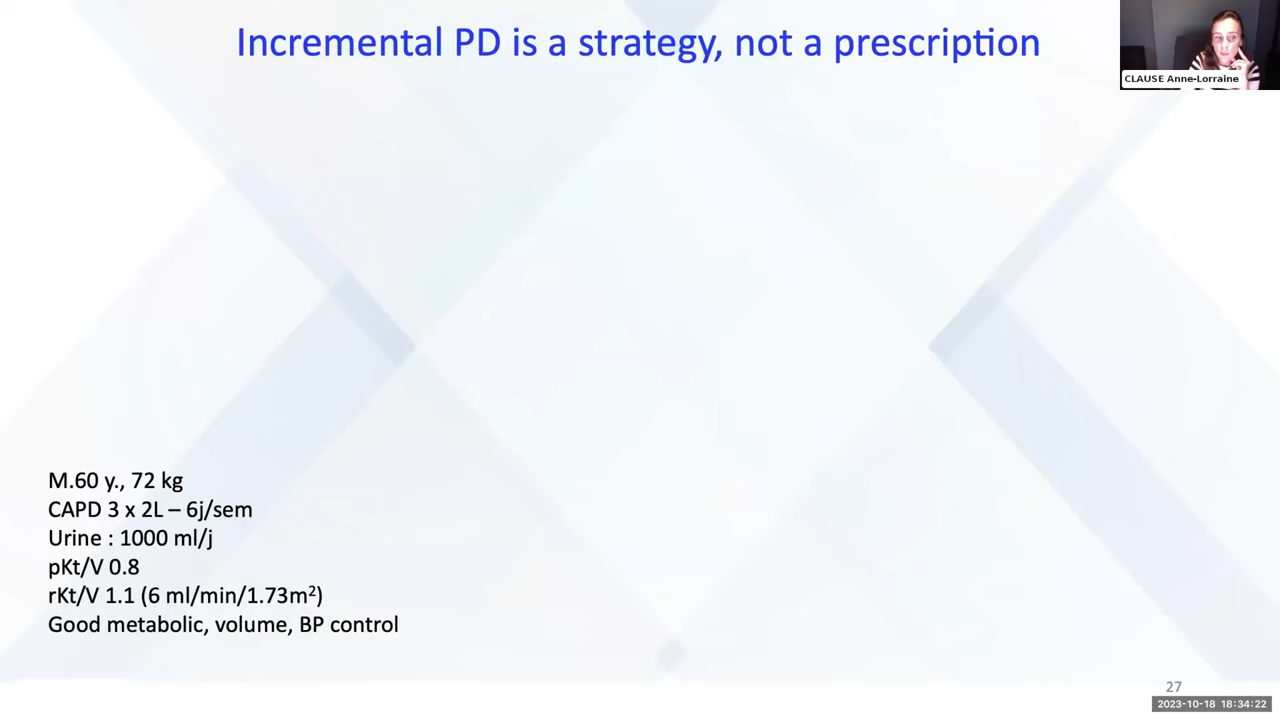 Incremental PD is a strategy, not a prescription
CLAUSE Anne-Lorraine
M.60 y., 72 kg
CAPD 3 x 2L – 6j/sem
Urine : 1000 ml/j
pKt/V 0.8
rKt/V 1.1 (6 ml/min/1.73m²)
Good metabolic, volume, BP control
27
2023-10-18 18:34:22